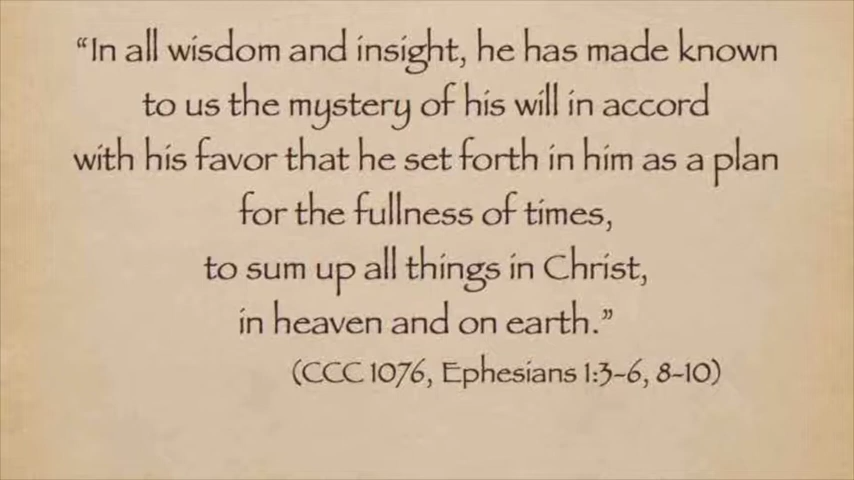 “In all wisdom and insight, he has made known
to us the mystery of his will in accord
with his favor that he set forth in him as a plan
for the fullness of times,
to sum up all things in Christ,
in heaven and on earth.”
(CCC 1076, Ephesians 1:3-6, 8-10)